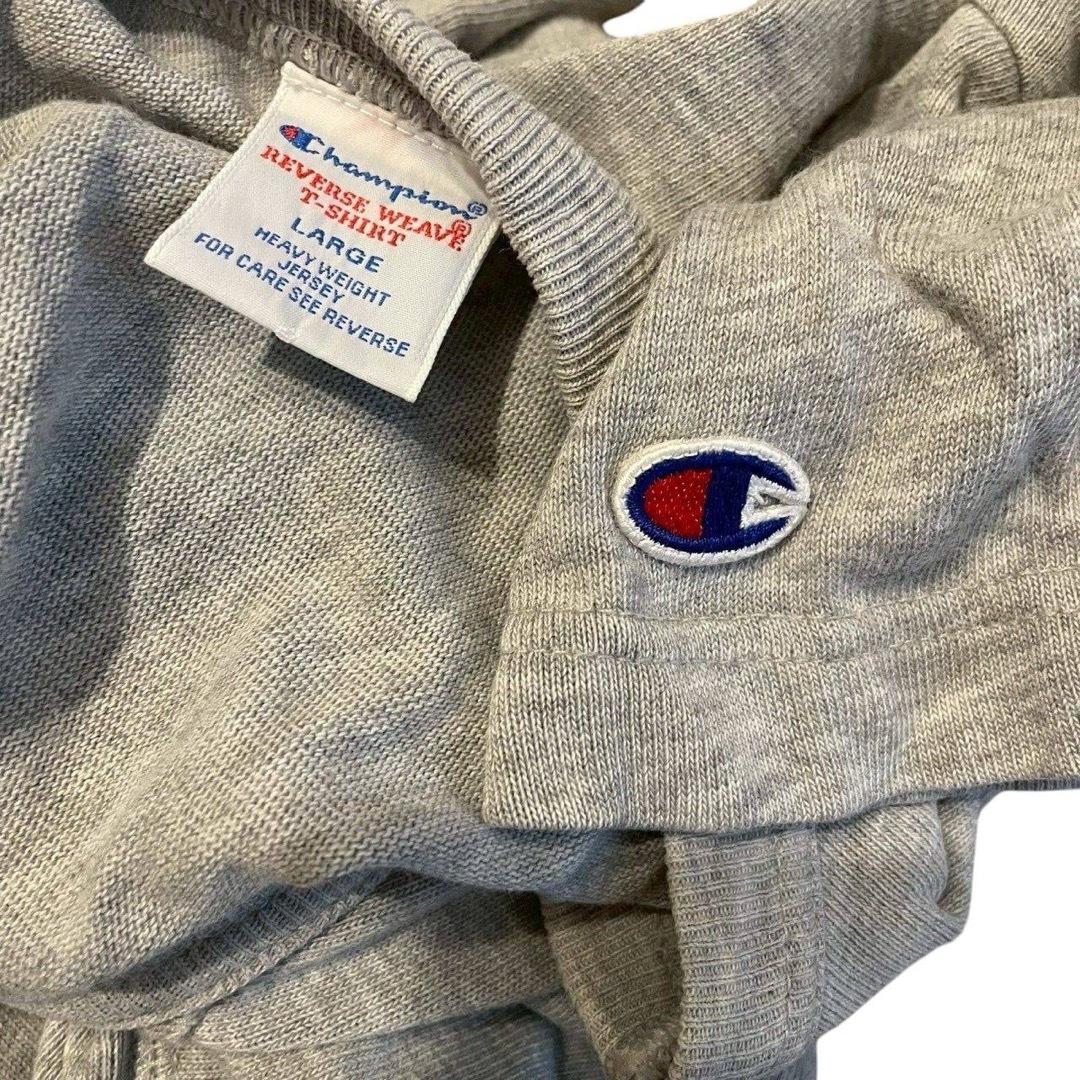 Champion®
REVERSE WEAVE®
T-SHIRT
LARGE
HEAVY WEIGHT
JERSEY
FOR CARE SEE REVERSE